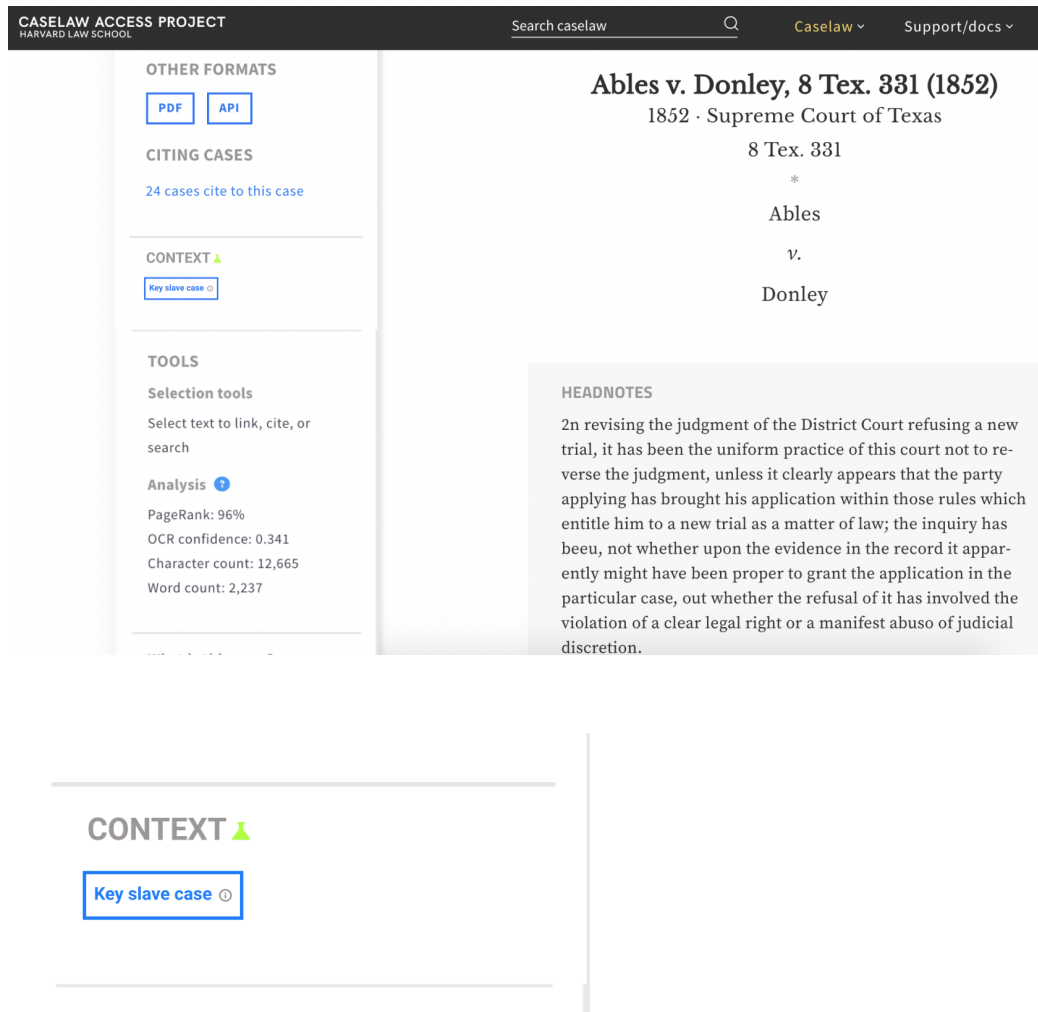 CASELAW ACCESS PROJECT
HARVARD LAW SCHOOL
Search caselaw
Caselaw
Support/docs
OTHER FORMATS
PDF API
CITING CASES
24 cases cite to this case
CONTEXT
Key slave case
TOOLS
Selection tools
Select text to link, cite, or
search
Analysis ?
PageRank: 96%
OCR confidence: 0.341
Character count: 12,665
Word count: 2,237
Ables v. Donley, 8 Tex. 331 (1852)
1852 · Supreme Court of Texas
8 Tex. 331
*
Ables
v.
Donley
HEADNOTES
2n revising the judgment of the District Court refusing a new
trial, it has been the uniform practice of this court not to re-
verse the judgment, unless it clearly appears that the party
applying has brought his application within those rules which
entitle him to a new trial as a matter of law; the inquiry has
beeu, not whether upon the evidence in the record it appar-
ently might have been proper to grant the application in the
particular case, out whether the refusal of it has involved the
violation of a clear legal right or a manifest abuso of judicial
discretion.
CONTEXT
Key slave case